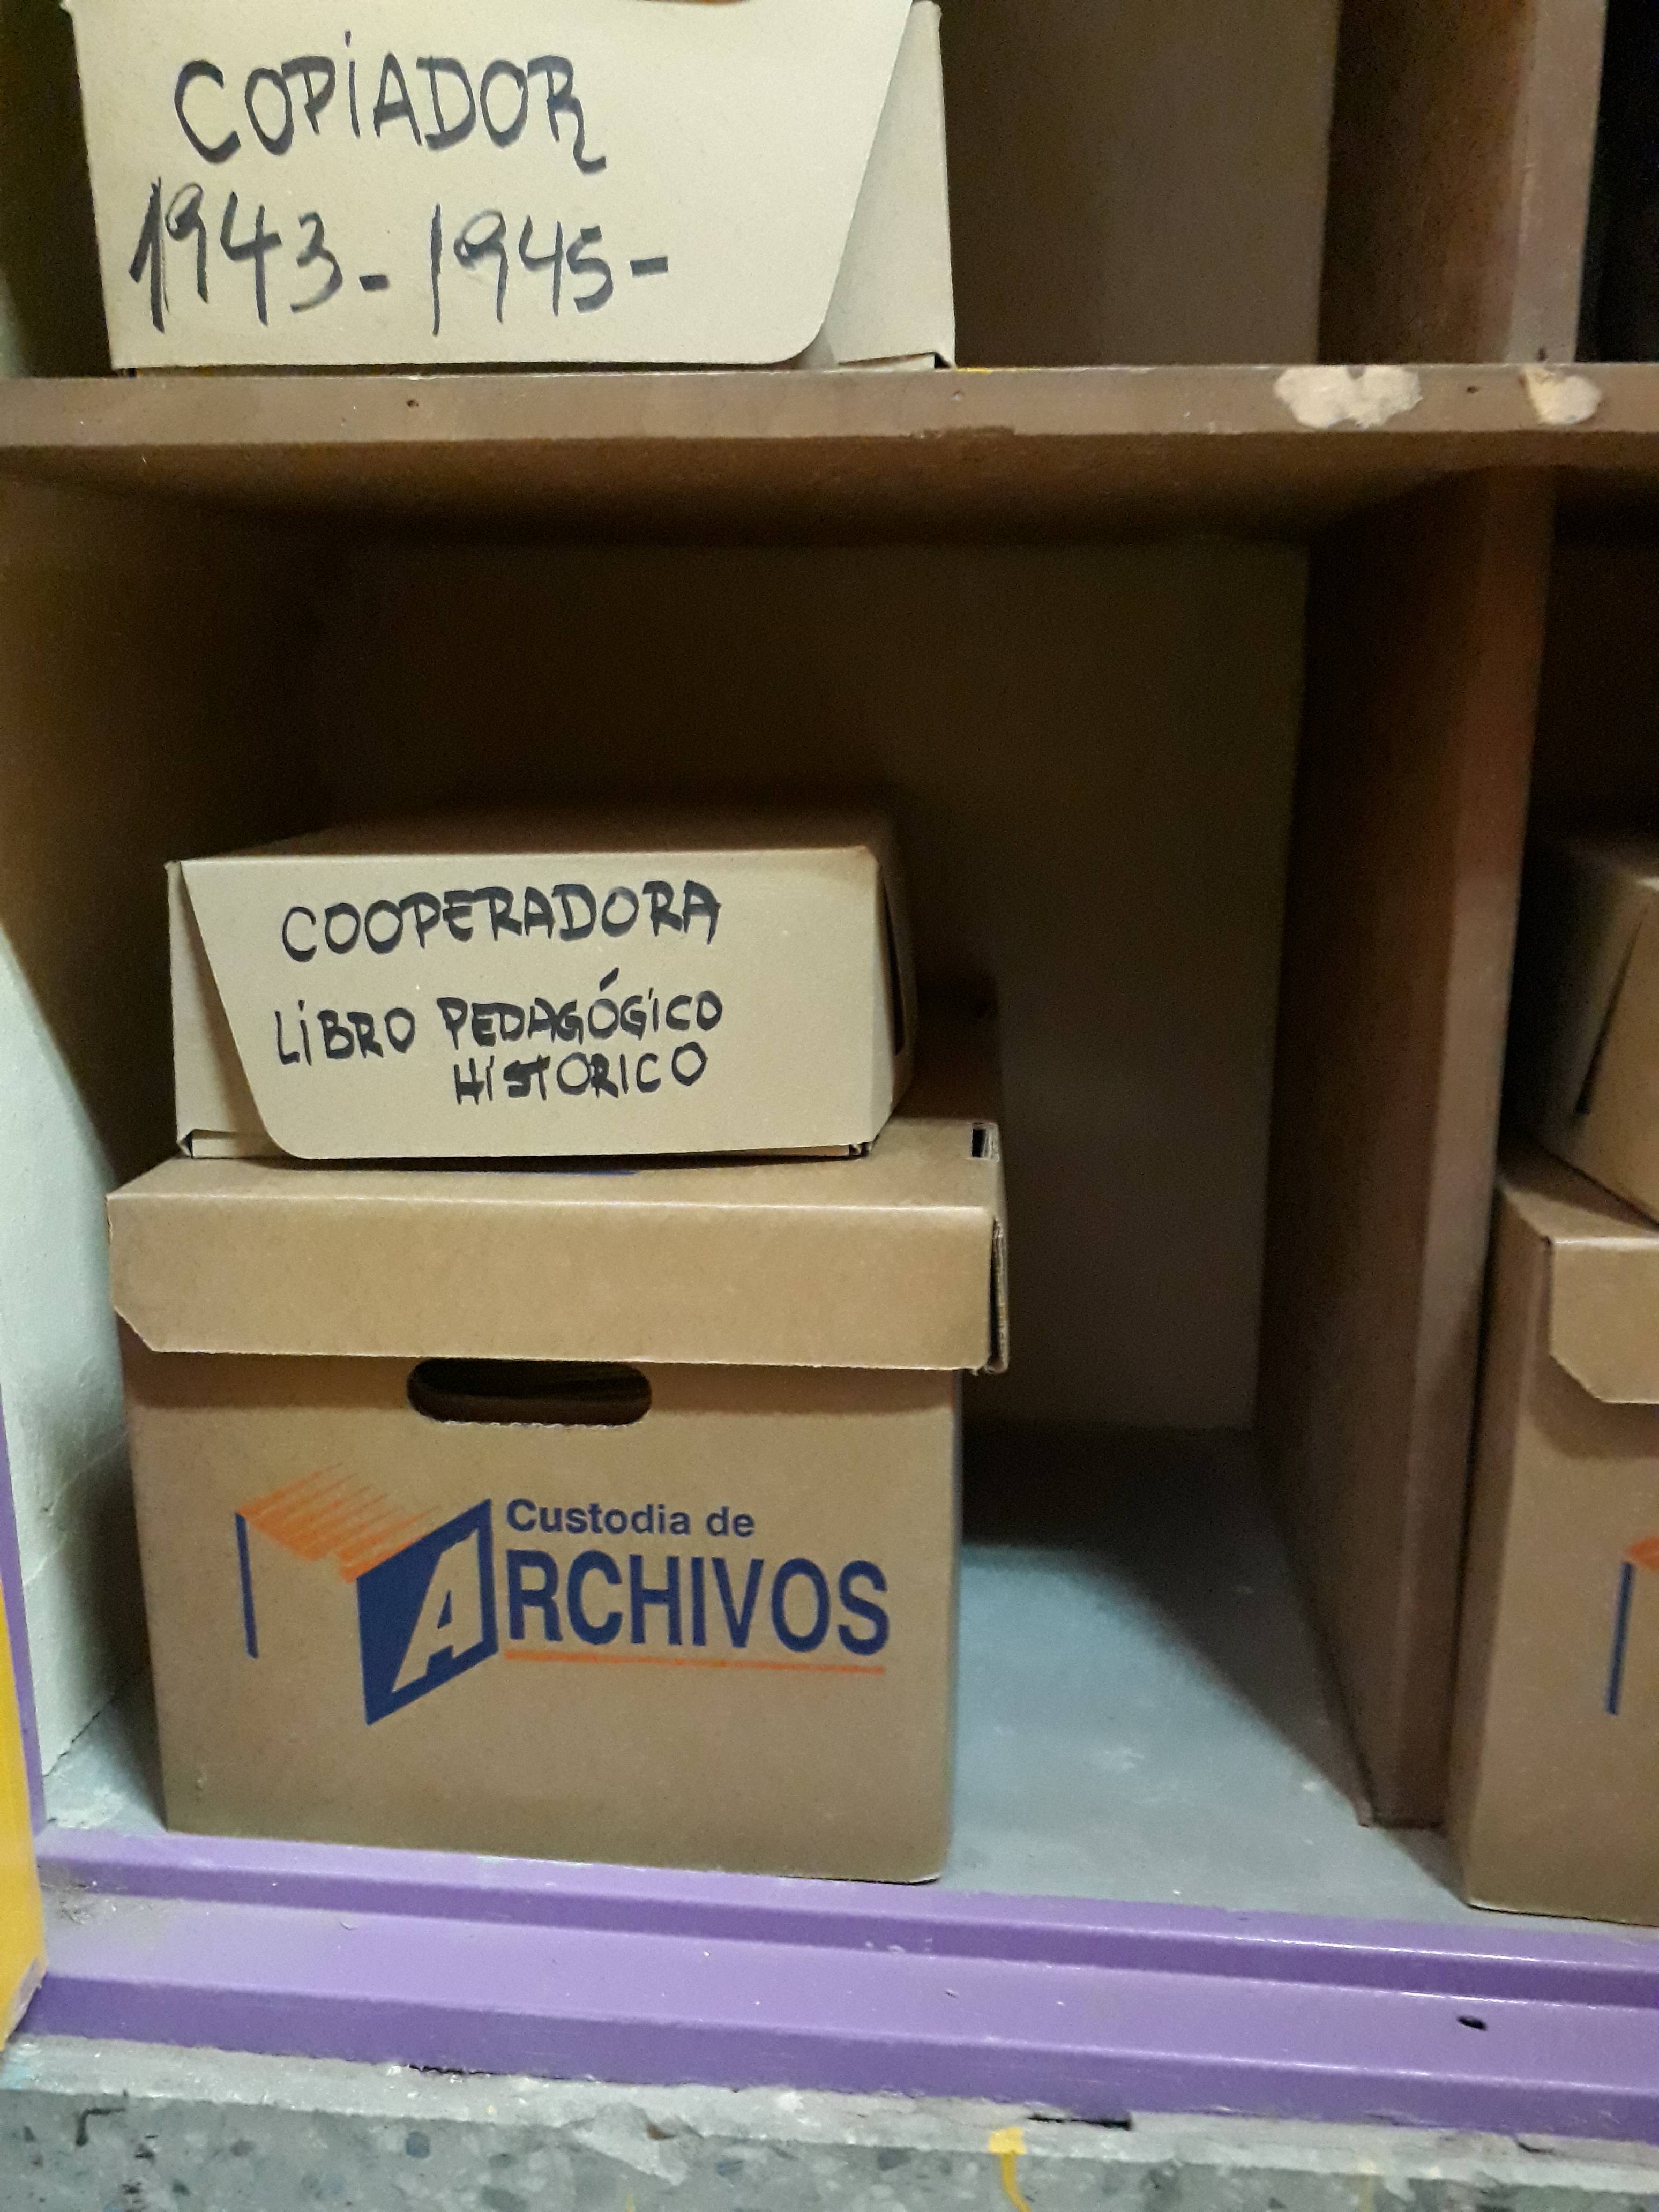 COPiADOR
1943-1945-
COOPERADORA
LiBRO PEDAGÓGiCO
HiSTORICO
Custodia de
ARCHIVOS